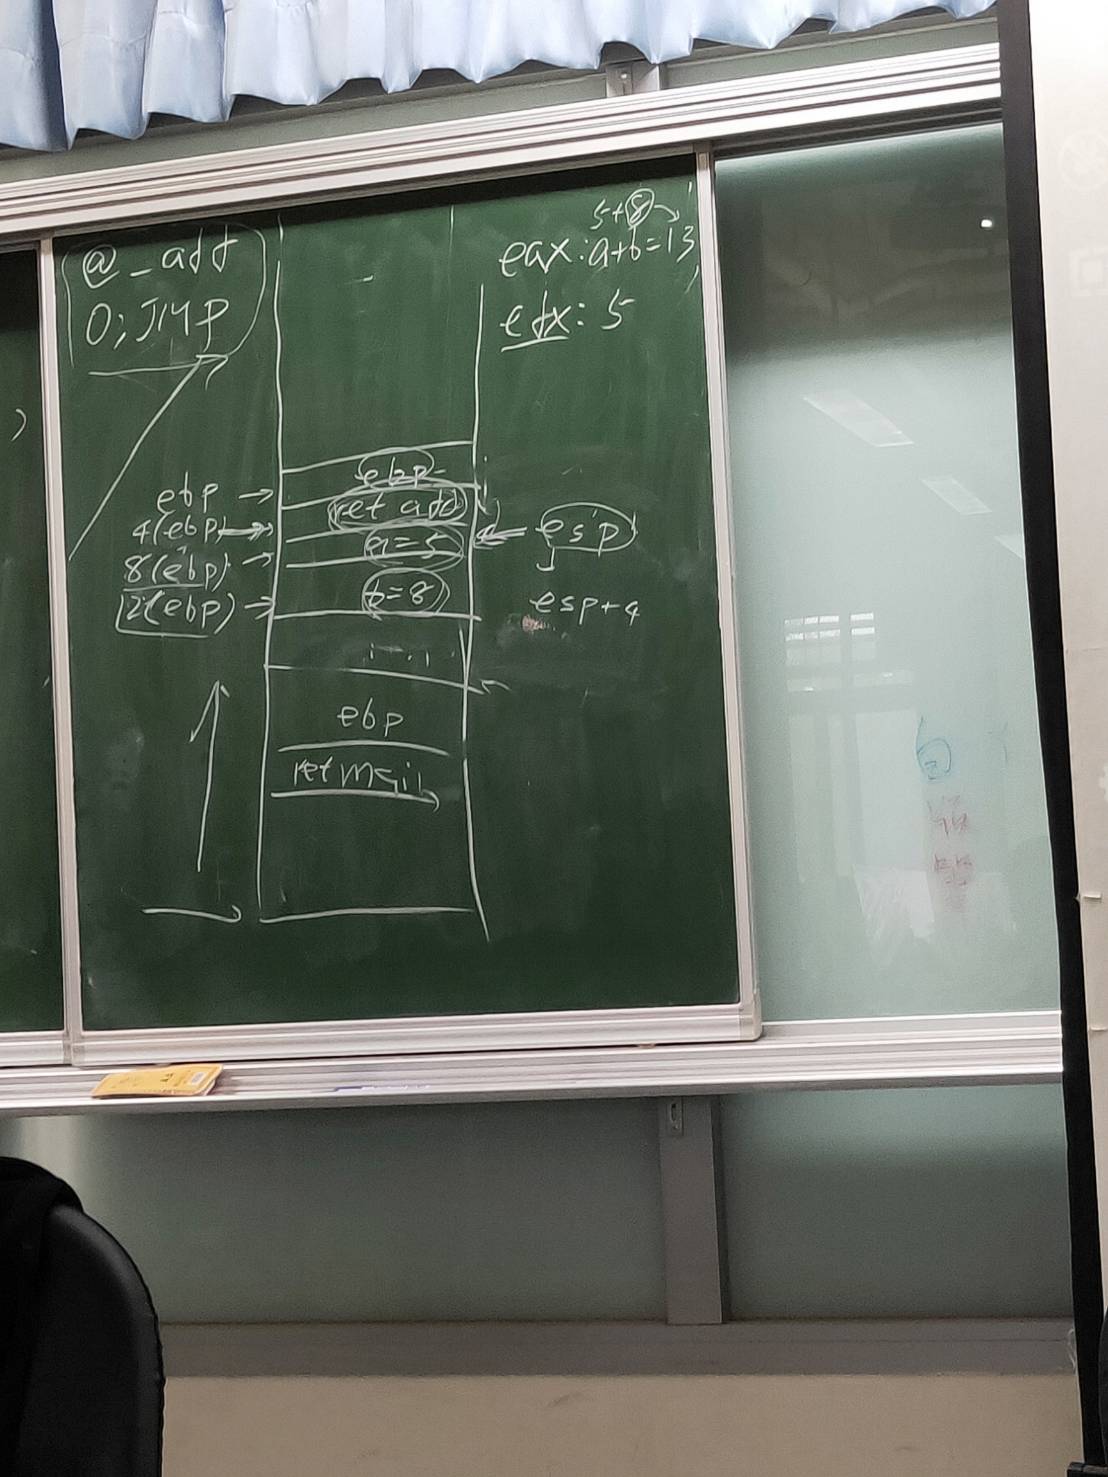 @_add
0;JMP
5+8
eax:a+b=13
edx:5
ebp
ebp
ret add
4(ebp)
a=5
8(ebp)
b=8
12(ebp)
esp
esp+4
ebp
ret main